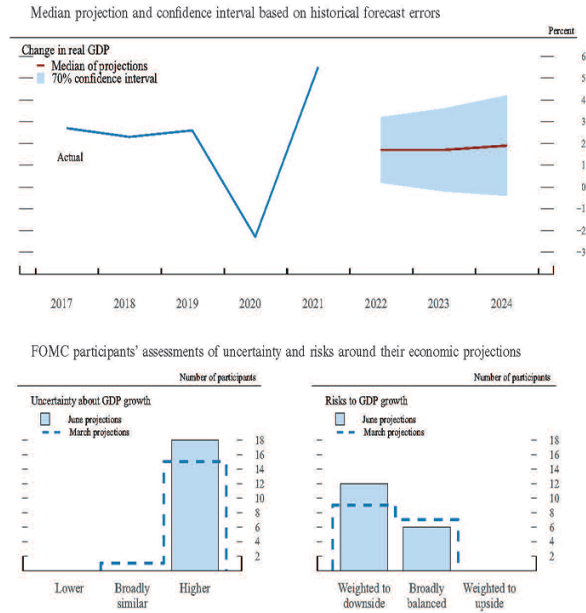 Median projection and confidence interval based on historical forecast errors
Percent
Change in real GDP
Median of projections
70% confidence interval
Actual
6
5
4
3
2
1
0
−1
−2
−3
2017 2018 2019 2020 2021 2022 2023 2024
FOMC participants’ assessments of uncertainty and risks around their economic projections
Number of participants
Uncertainty about GDP growth
June projections
March projections
18
16
14
12
10
8
6
4
2
Lower Broadly similar Higher
Number of participants
Risks to GDP growth
June projections
March projections
18
16
14
12
10
8
6
4
2
Weighted to downside Broadly balanced Weighted to upside